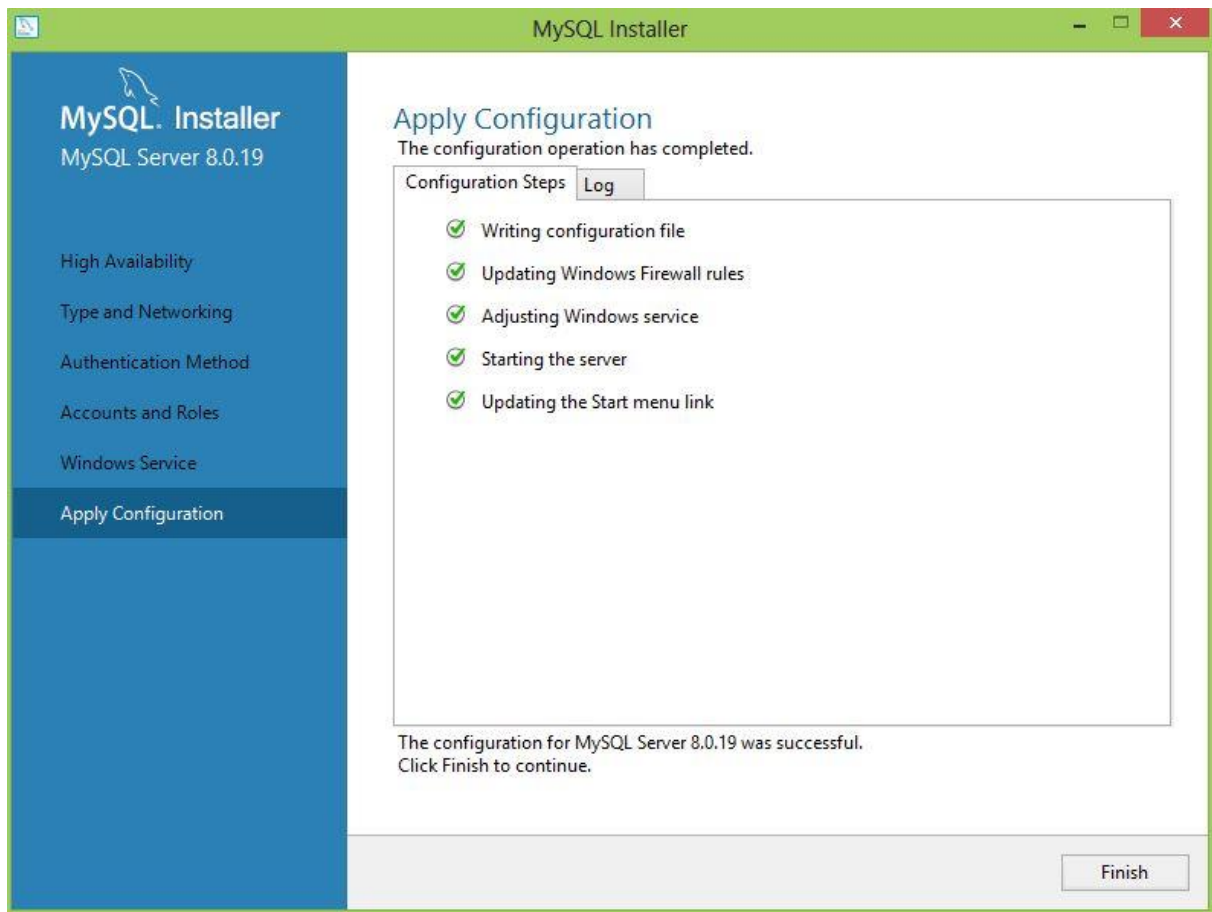 MySQL Installer
MySQL. Installer
MySQL Server 8.0.19
High Availability
Type and Networking
Authentication Method
Accounts and Roles
Windows Service
Apply Configuration
Apply Configuration
The configuration operation has completed.
Configuration Steps Log
Writing configuration file
Updating Windows Firewall rules
Adjusting Windows service
Starting the server
Updating the Start menu link
The configuration for MySQL Server 8.0.19 was successful.
Click Finish to continue.
Finish